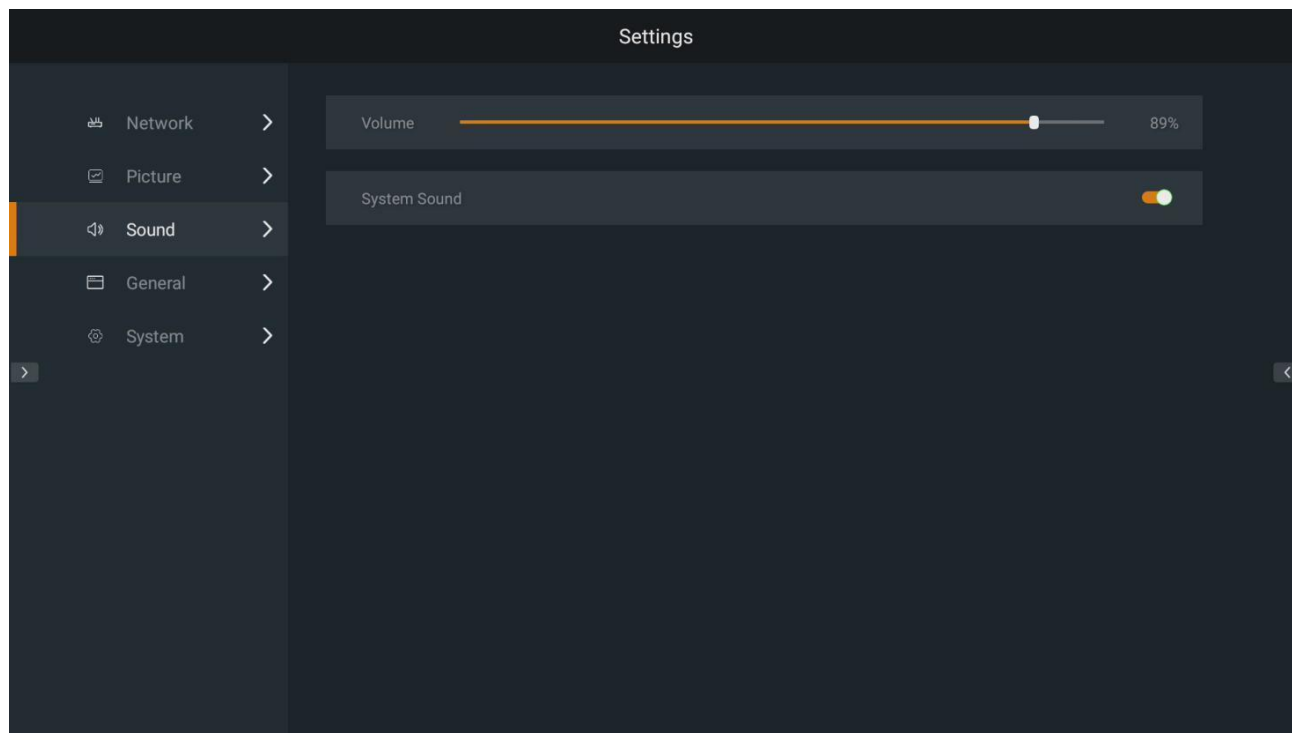 Settings
Network
Picture
Sound
General
System
Volume 89%
System Sound